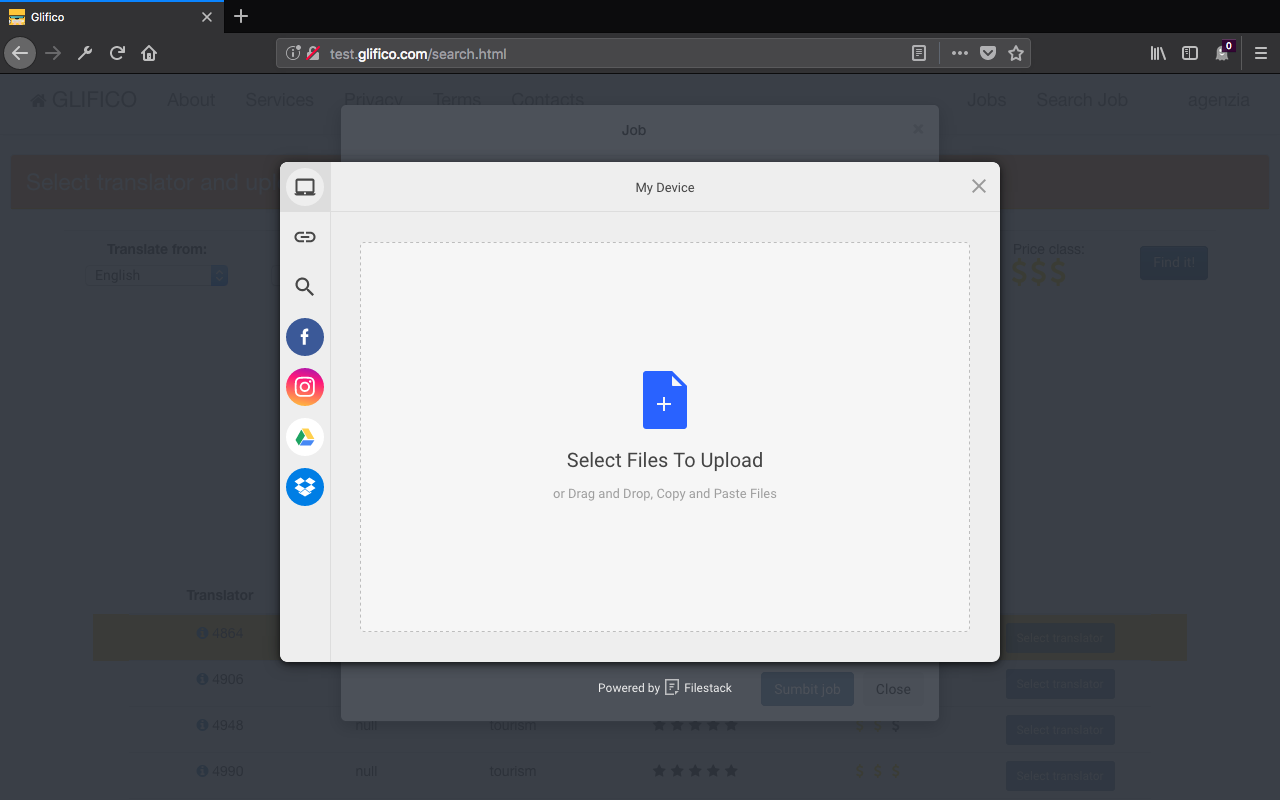 Glifico
test.glifico.com/search.html
0
GLIFICO About Services Privacy Terms Contacts Jobs Search Job agenzia
Job
Select translator and upl
My Device
Translate from:
Price class:
English
$$$
Find it!
Select Files To Upload
or Drag and Drop, Copy and Paste Files
Translator
4864 Select translator
4906 Select translator
Powered by Filestack
Sumbit job Close
4948 null tourism $ $ $ Select translator
4990 null tourism $ $ $ Select translator